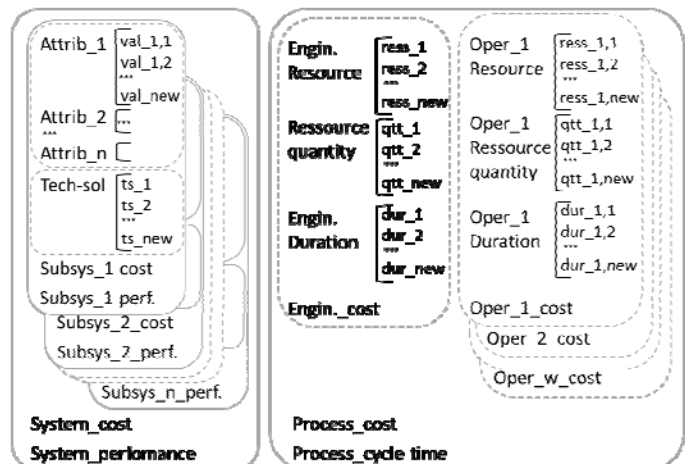 Attrib_1 val_1,1
val_1,2
...
val_new
Attrib_2 ...
...
Attrib_n
Tech-sol ts_1
ts_2
...
ts_new
Subsys_1 cost
Subsys_1 perf.
Subsys_2_cost
Subsys_2_perf.
Subsys_n_perf.
System_cost
System_perfomance
Engin. ress_1
Resource ress_2
...
ress_new
Ressource qtt_1
quantity qtt_2
...
qtt_new
Engin. dur_1
Duration dur_2
...
dur_new
Engin._cost
Oper_1 ress_1,1
Resource ress_1,2
...
ress_1,new
Oper_1 qtt_1,1
Ressource qtt_1,2
quantity ...
qtt_1,new
Oper_1 dur_1,1
Duration dur_1,2
...
dur_1,new
Oper_1_cost
Oper_2_cost
Oper_w_cost
Process_cost
Process_cycle time